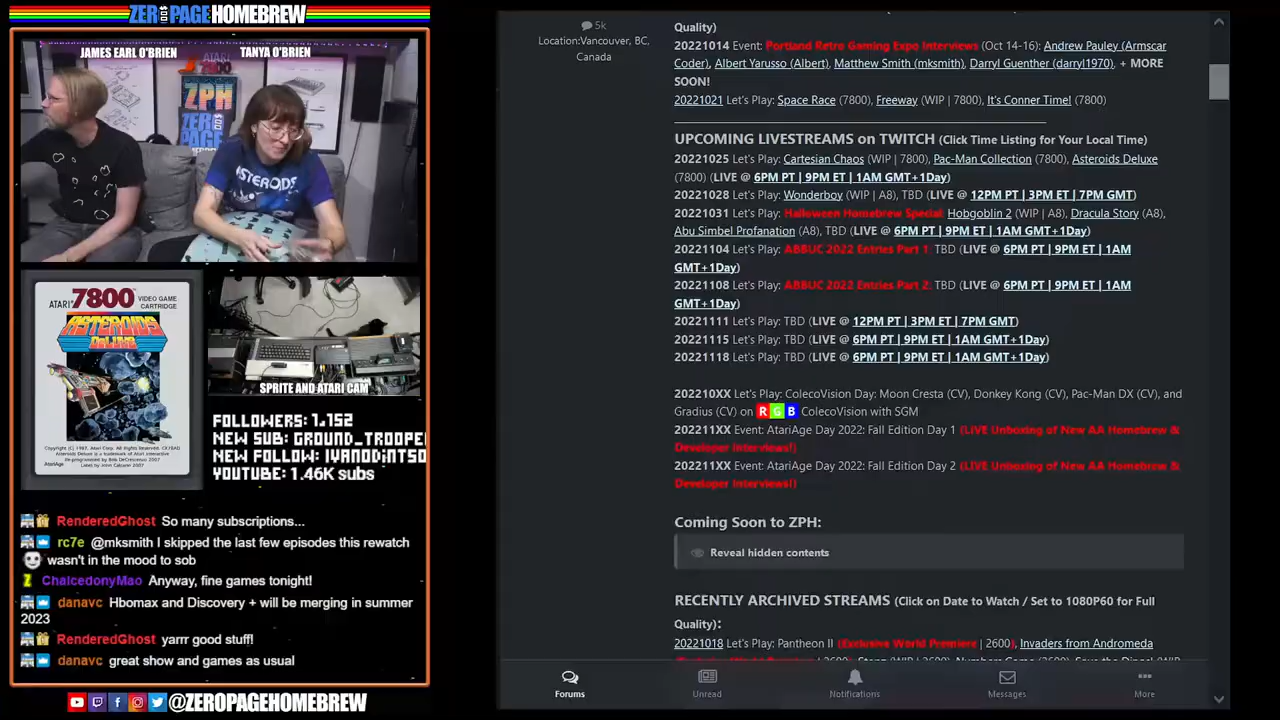 ZERO PAGE HOMEBREW
JAMES EARL O'BRIEN
TANYA O'BRIEN
ZPH
ZERO
PAGE
ASTEROIDS
ATARI 7800 VIDEO GAME
CARTRIDGE
ASTEROIDS
DELUXE
SPRITE AND ATARI CAM
FOLLOWERS: 1,152
NEW SUB: GROUND_TROOPER
NEW FOLLOW: IVANODINTSO
YOUTUBE: 1.46K subs
RenderedGhost So many subscriptions...
rc7e @mksmith I skipped the last few episodes this rewatch
wasn't in the mood to sob
ChalcedonyMao Anyway, fine games tonight!
danavc Hbomax and Discovery + will be merging in summer
2023
RenderedGhost yarrr good stuff!
danavc great show and games as usual
@ZEROPAGEHOMEBREW
5k
Location:Vancouver, BC,
Canada
Quality)
20221014 Event: Portland Retro Gaming Expo Interviews (Oct 14-16): Andrew Pauley (Armscar
Coder), Albert Yarusso (Albert), Matthew Smith (mksmith), Darryl Guenther (darryl1970), + MORE
SOON!
20221021 Let's Play: Space Race (7800), Freeway (WIP | 7800), It's Conner Time! (7800)
UPCOMING LIVESTREAMS on TWITCH (Click Time Listing for Your Local Time)
20221025 Let's Play: Cartesian Chaos (WIP | 7800), Pac-Man Collection (7800), Asteroids Deluxe
(7800) (LIVE @ 6PM PT | 9PM ET | 1AM GMT+1Day)
20221028 Let's Play: Wonderboy (WIP | A8), TBD (LIVE @ 12PM PT | 3PM ET | 7PM GMT)
20221031 Let's Play: Halloween Homebrew Special: Hobgoblin 2 (WIP | A8), Dracula Story (A8),
Abu Simbel Profanation (A8), TBD (LIVE @ 6PM PT | 9PM ET | 1AM GMT+1Day)
20221104 Let's Play: ABBUC 2022 Entries Part 1: TBD (LIVE @ 6PM PT | 9PM ET | 1AM
GMT+1Day)
20221108 Let's Play: ABBUC 2022 Entries Part 2: TBD (LIVE @ 6PM PT | 9PM ET | 1AM
GMT+1Day)
20221111 Let's Play: TBD (LIVE @ 12PM PT | 3PM ET | 7PM GMT)
20221115 Let's Play: TBD (LIVE @ 6PM PT | 9PM ET | 1AM GMT+1Day)
20221118 Let's Play: TBD (LIVE @ 6PM PT | 9PM ET | 1AM GMT+1Day)
202210XX Let's Play: ColecoVision Day: Moon Cresta (CV), Donkey Kong (CV), Pac-Man DX (CV), and
Gradius (CV) on R G B ColecoVision with SGM
202211XX Event: AtariAge Day 2022: Fall Edition Day 1 (LIVE Unboxing of New AA Homebrew &
Developer Interviews!)
202211XX Event: AtariAge Day 2022: Fall Edition Day 2 (LIVE Unboxing of New AA Homebrew &
Developer Interviews!)
Coming Soon to ZPH:
Reveal hidden contents
RECENTLY ARCHIVED STREAMS (Click on Date to Watch / Set to 1080P60 for Full
Quality):
20221018 Let's Play: Pantheon II (Exclusive World Premiere | 2600), Invaders from Andromeda
Forums
Unread
Notifications
Messages
More